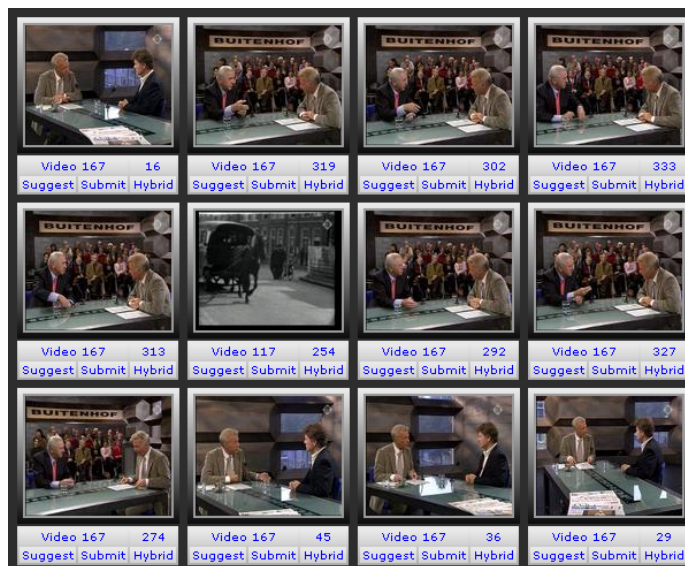 BUITENHOF
BUITENHOF
BUITENHOF
Video 167 16
Suggest Submit Hybrid
Video 167 319
Suggest Submit Hybrid
Video 167 302
Suggest Submit Hybrid
Video 167 333
Suggest Submit Hybrid
BUITENHOF
BUITENHOF
BUITENHOF
Video 167 313
Suggest Submit Hybrid
Video 117 254
Suggest Submit Hybrid
Video 167 292
Suggest Submit Hybrid
Video 167 327
Suggest Submit Hybrid
BUITENHOF
Video 167 274
Suggest Submit Hybrid
Video 167 45
Suggest Submit Hybrid
Video 167 36
Suggest Submit Hybrid
Video 167 29
Suggest Submit Hybrid